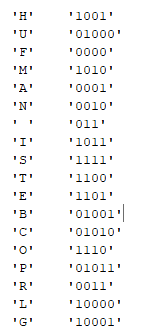 'H' '1001'
'U' '01000'
'F' '0000'
'M' '1010'
'A' '0001'
'N' '0010'
' ' '011'
'I' '1011'
'S' '1111'
'T' '1100'
'E' '1101'
'B' '01001'
'C' '01010'
'O' '1110'
'P' '01011'
'R' '0011'
'L' '10000'
'G' '10001'